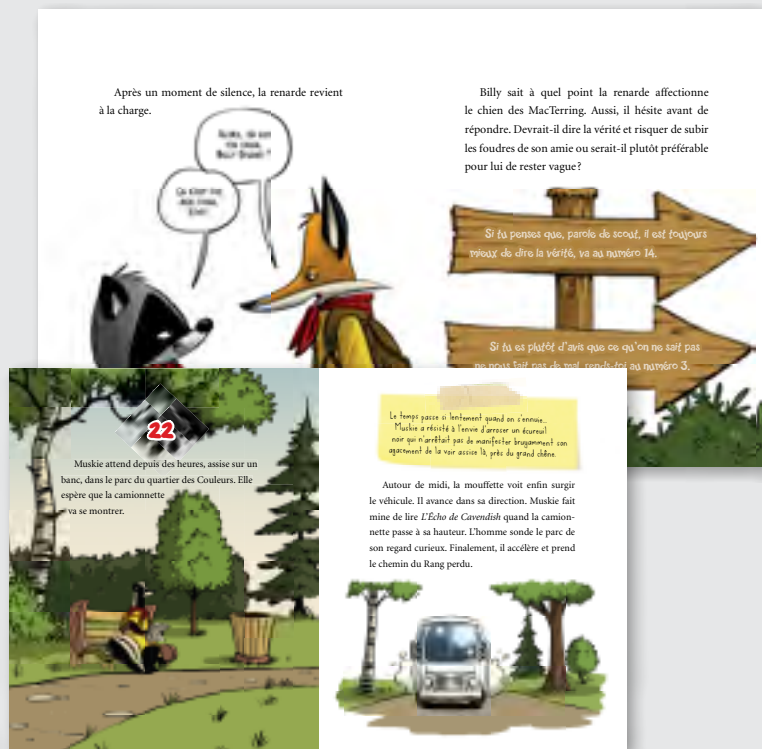 Après un moment de silence, la renarde revient
à la charge.
Billy sait à quel point la renarde affectionne
le chien des MacTerring. Aussi, il hésite avant de
répondre. Devrait-il dire la vérité et risquer de subir
les foudres de son amie ou serait-il plutôt préférable
pour lui de rester vague ?
Si tu penses que, parole de scout, il est toujours
mieux de dire la vérité, va au numéro 14.
Si tu es plutôt d'avis que ce qu'on ne sait pas
ne nous fait pas de mal, rends-toi au numéro 3.
22
Muskie attend depuis des heures, assise sur un
banc, dans le parc du quartier des Couleurs. Elle
espère que la camionnette
va se montrer.
Le temps passe si lentement quand on s'ennuie...
Muskie a résisté à l'envie d'arroser un écureuil
noir qui n'arrêtait pas de manifester bruyamment son
agacement de la voir assise là, près du grand chêne.
Autour de midi, la mouffette voit enfin surgir
le véhicule. Il avance dans sa direction. Muskie fait
mine de lire L'Écho de Cavendish quand la camion-
nette passe à sa hauteur. L'homme sonde le parc de
son regard curieux. Finalement, il accélère et prend
le chemin du Rang perdu.